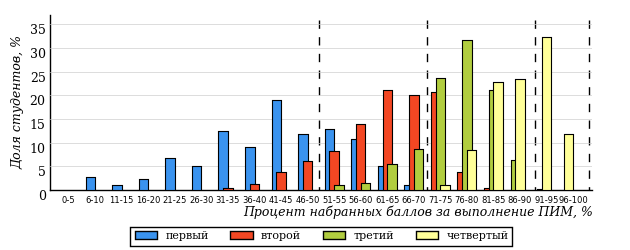 Доля студентов, %
35
30
25
20
15
10
5
0
0-5 6-10 11-15 16-20 21-25 26-30 31-35 36-40 41-45 46-50 51-55 56-60 61-65 66-70 71-75 76-80 81-85 86-90 91-95 96-100
Процент набранных баллов за выполнение ПИМ, %
первый второй третий четвертый